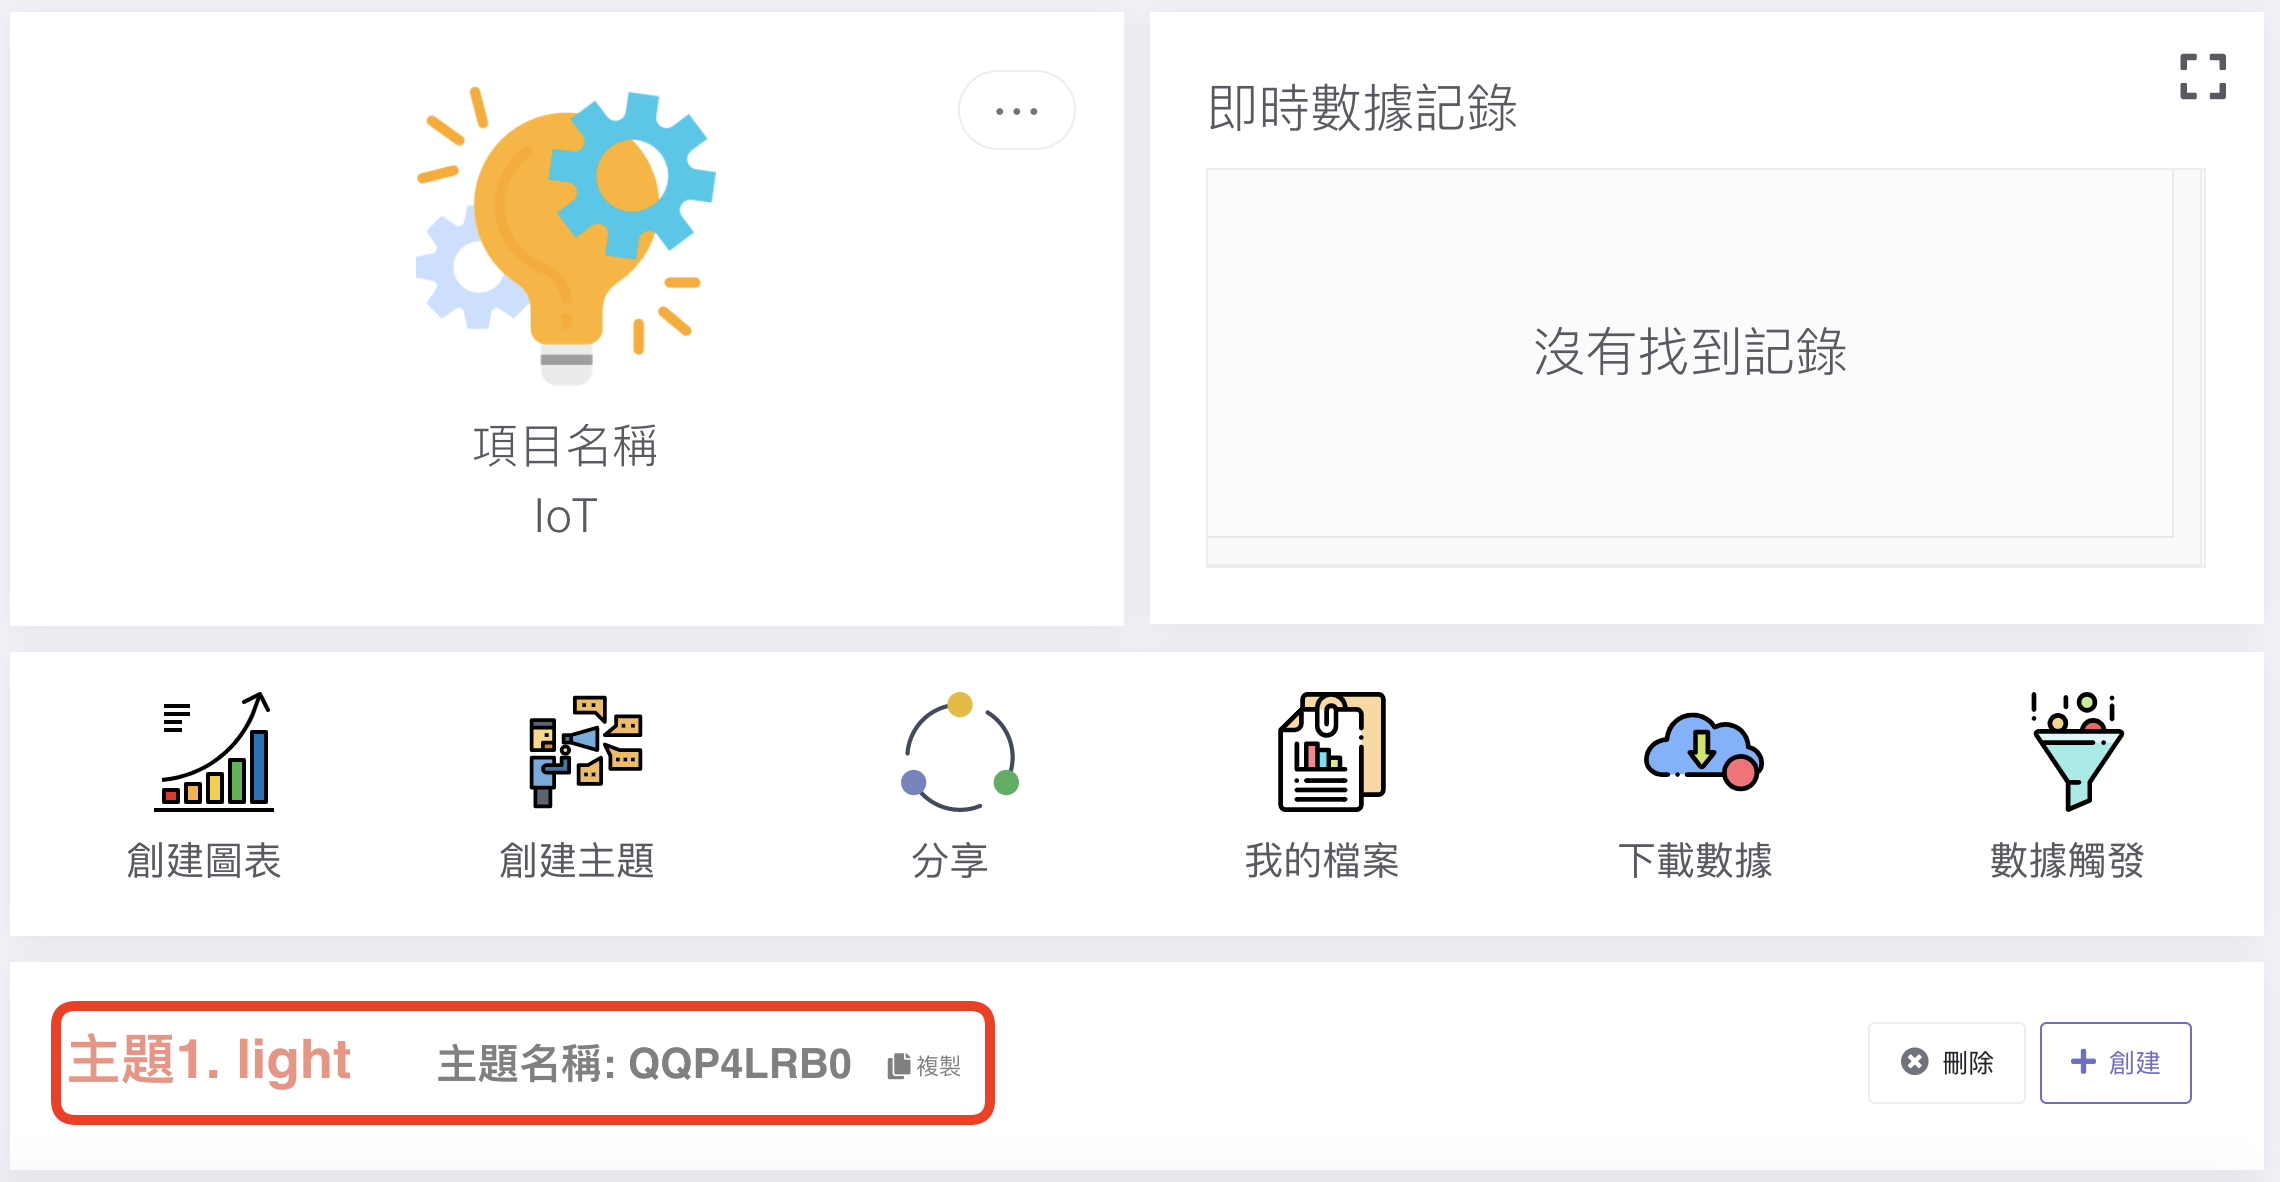 項目名稱
IoT
即時數據記錄
沒有找到記錄
創建圖表
創建主題
分享
我的檔案
下載數據
數據觸發
主題1. light
主題名稱: QQP4LRB0
複製
刪除
創建